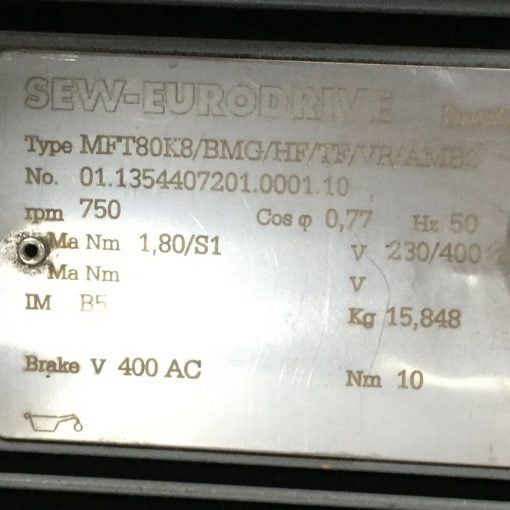 SEW-EURODRIVE
Type MFT80K8/BMG/HF/TF/VR/AMB2
No. 01.1354407201.0001.10
rpm 750 Cos φ 0,77 Hz 50
Ma Nm 1,80/S1 V 230/400
Ma Nm V
IM B5 Kg 15,848
Brake V 400 AC Nm 10